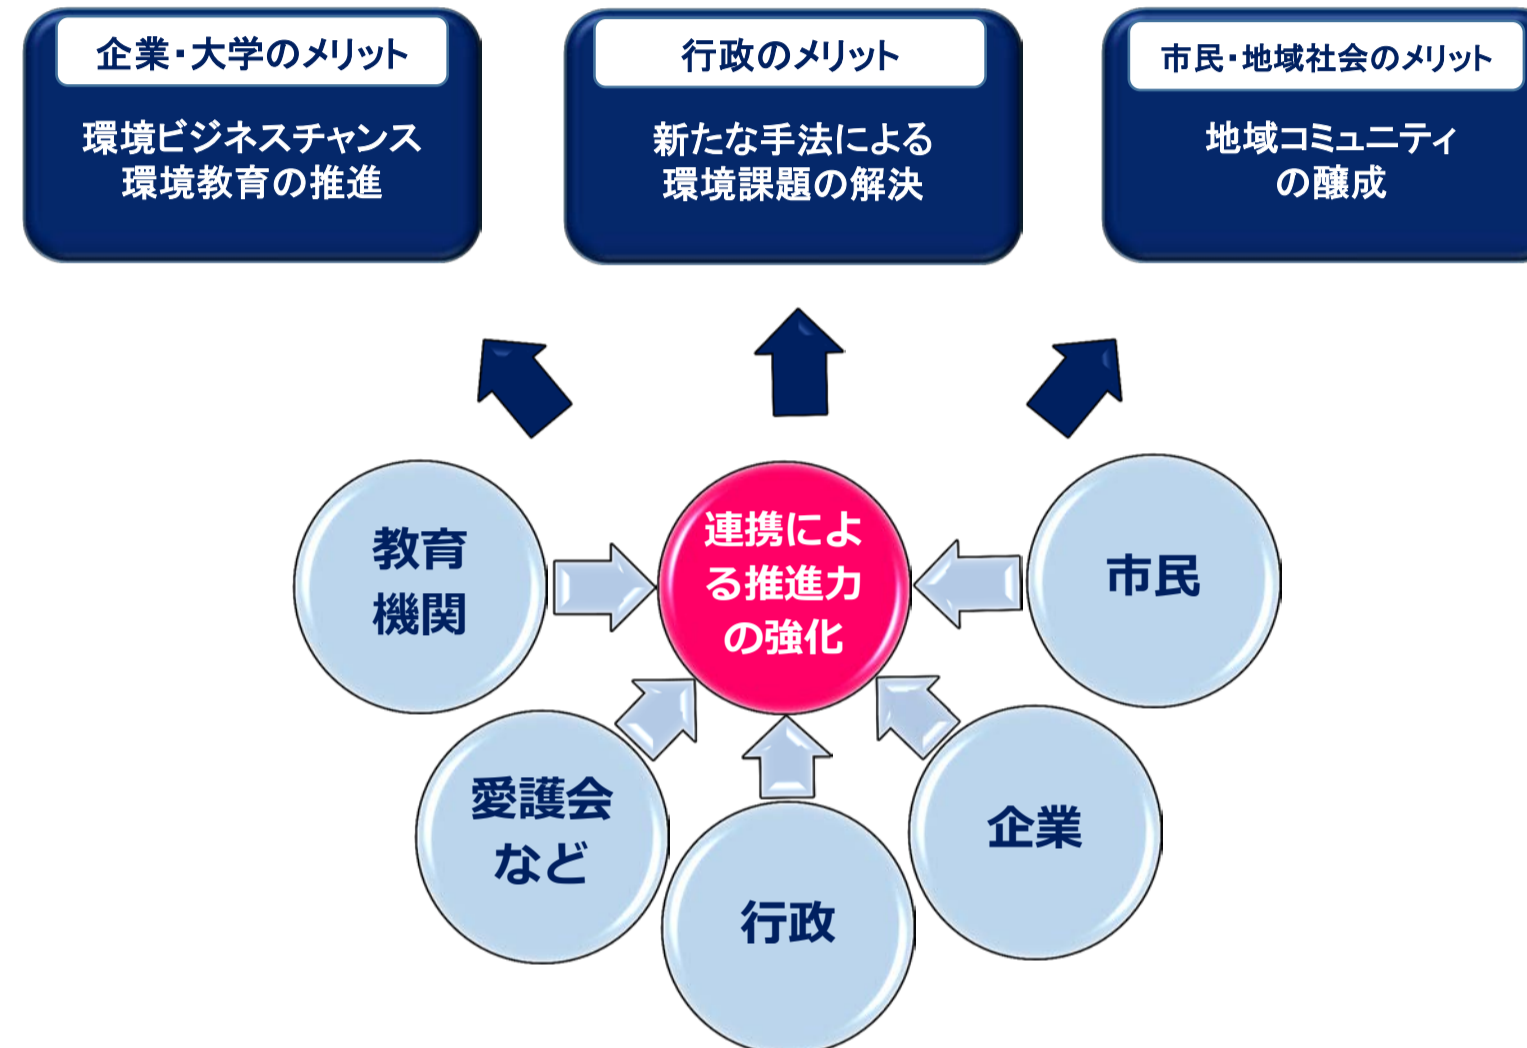 企業・大学のメリット
環境ビジネスチャンス
環境教育の推進
行政のメリット
新たな手法による
環境課題の解決
市民・地域社会のメリット
地域コミュニティ
の醸成
教育
機関
連携によ
る推進力
の強化
市民
愛護会
など
行政
企業